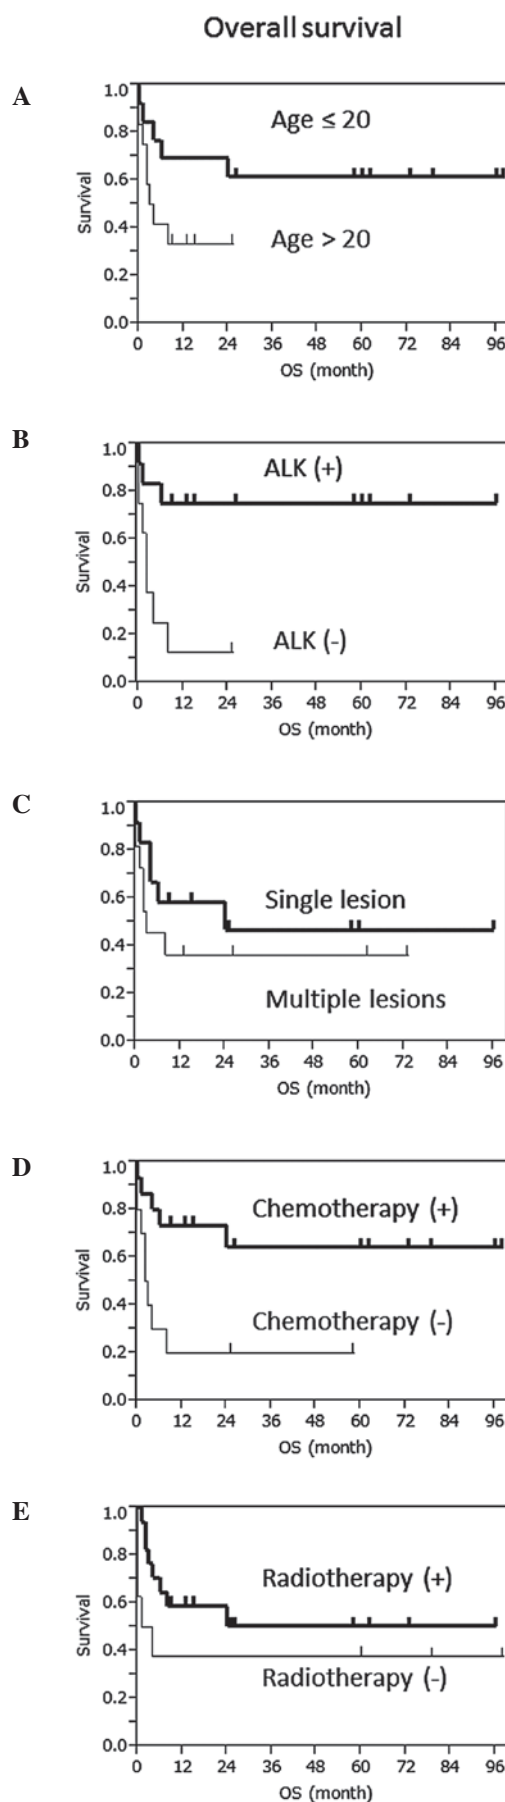 Overall survival
A
1.0
0.8
0.6
0.4
0.2
0.0
Survival
Age ≤ 20
Age > 20
0 12 24 36 48 60 72 84 96
OS (month)
B
1.0
0.8
0.6
0.4
0.2
0.0
Survival
ALK (+)
ALK (-)
0 12 24 36 48 60 72 84 96
OS (month)
C
1.0
0.8
0.6
0.4
0.2
0.0
Survival
Single lesion
Multiple lesions
0 12 24 36 48 60 72 84 96
OS (month)
D
1.0
0.8
0.6
0.4
0.2
0.0
Survival
Chemotherapy (+)
Chemotherapy (-)
0 12 24 36 48 60 72 84 96
OS (month)
E
1.0
0.8
0.6
0.4
0.2
0.0
Survival
Radiotherapy (+)
Radiotherapy (-)
0 12 24 36 48 60 72 84 96
OS (month)